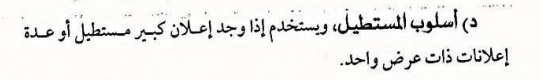 د) أسلوب المستطيل، ويستخدم إذا وجد إعلان كبير مستطيل أو عدة
إعلانات ذات عرض واحد.